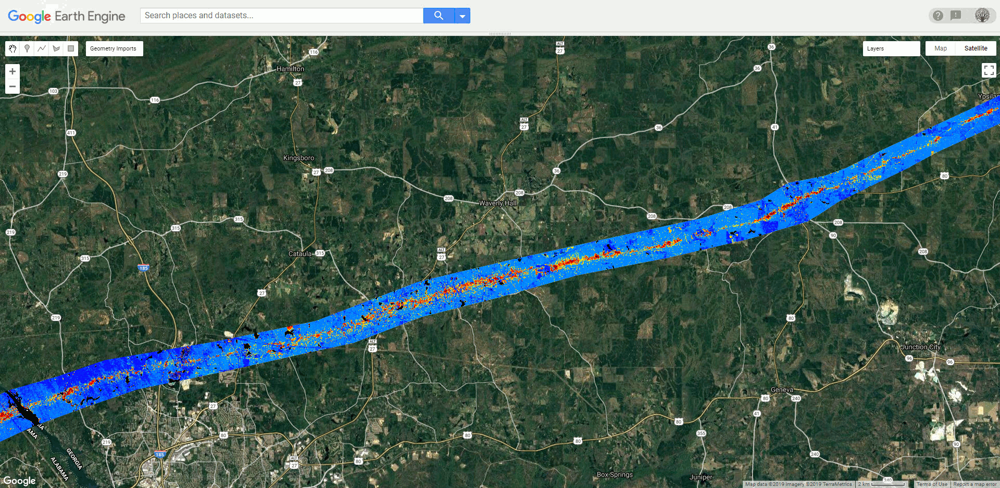 Google Earth Engine
Search places and datasets...
Geometry Imports
Layers
Map
Satellite
ALT
27
116
Hamilton
27
36
36
103
116
Ypsilan
ALT
27
36
41
411
Kingsboro
27
208
36
219
80
208
208
Waverly Hall
208
208
315
315
208
219
90
Cataula
315
ALT
27
315
185
208
27
219
80
ALT
27
Junction City
96
96
Geneva
27
80
240
41
80
IA
AMA
80
80
355
80
219
90
185
GEORGIA
ALABAMA
ALT
27
80
240
Box Springs
Juniper
240
Google
Map data ©2019 Imagery ©2019 TerraMetrics
2 km
Terms of Use
Report a map error